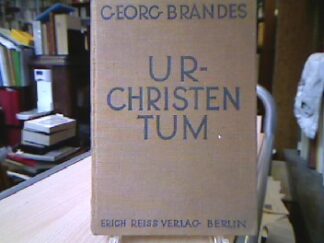 GEORG BRANDES
UR-
CHRISTEN
TUM
ERICH REISS VERLAG BERLIN